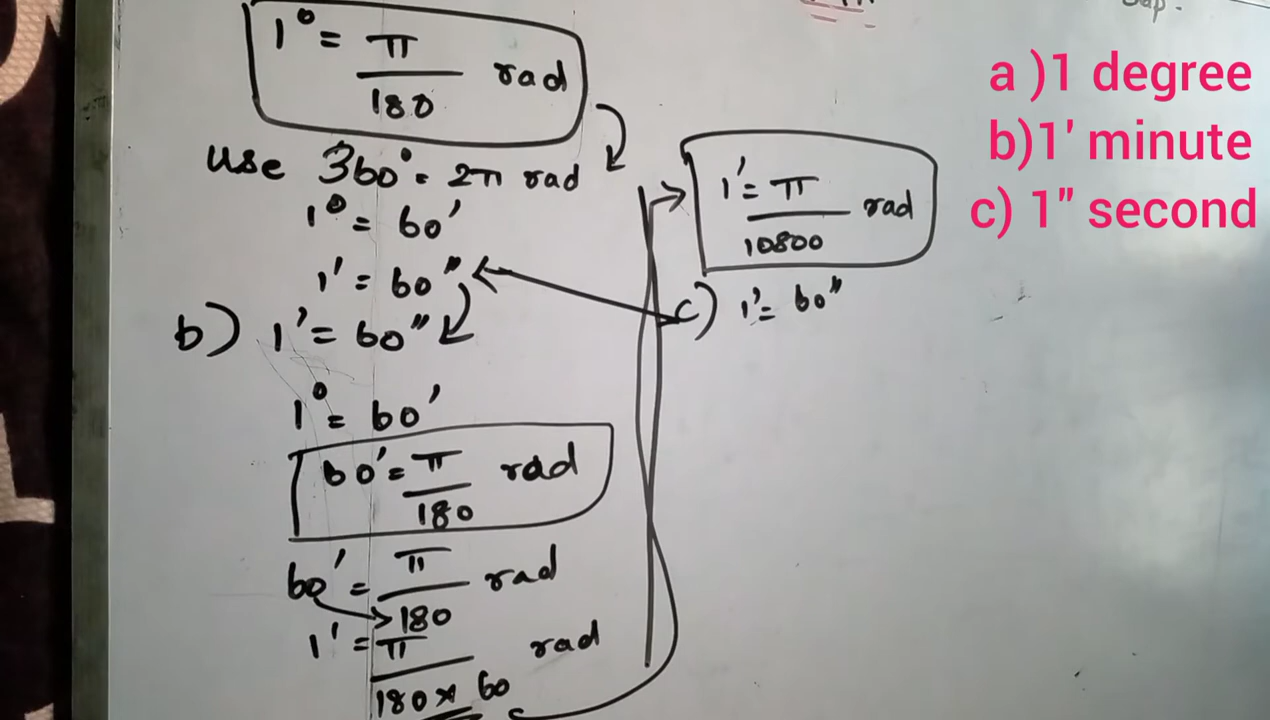 1° = π/180 rad
use 360° = 2π rad
1° = 60′
1′ = 60″
b) 1′ = 60″
1° = 60′
60′ = π/180 rad
60′ = π/180 rad
1′ = π/180 × 60 rad
1′ = π/10800 rad
c) 1′ = 60″
a )1 degree
b)1′ minute
c) 1″ second